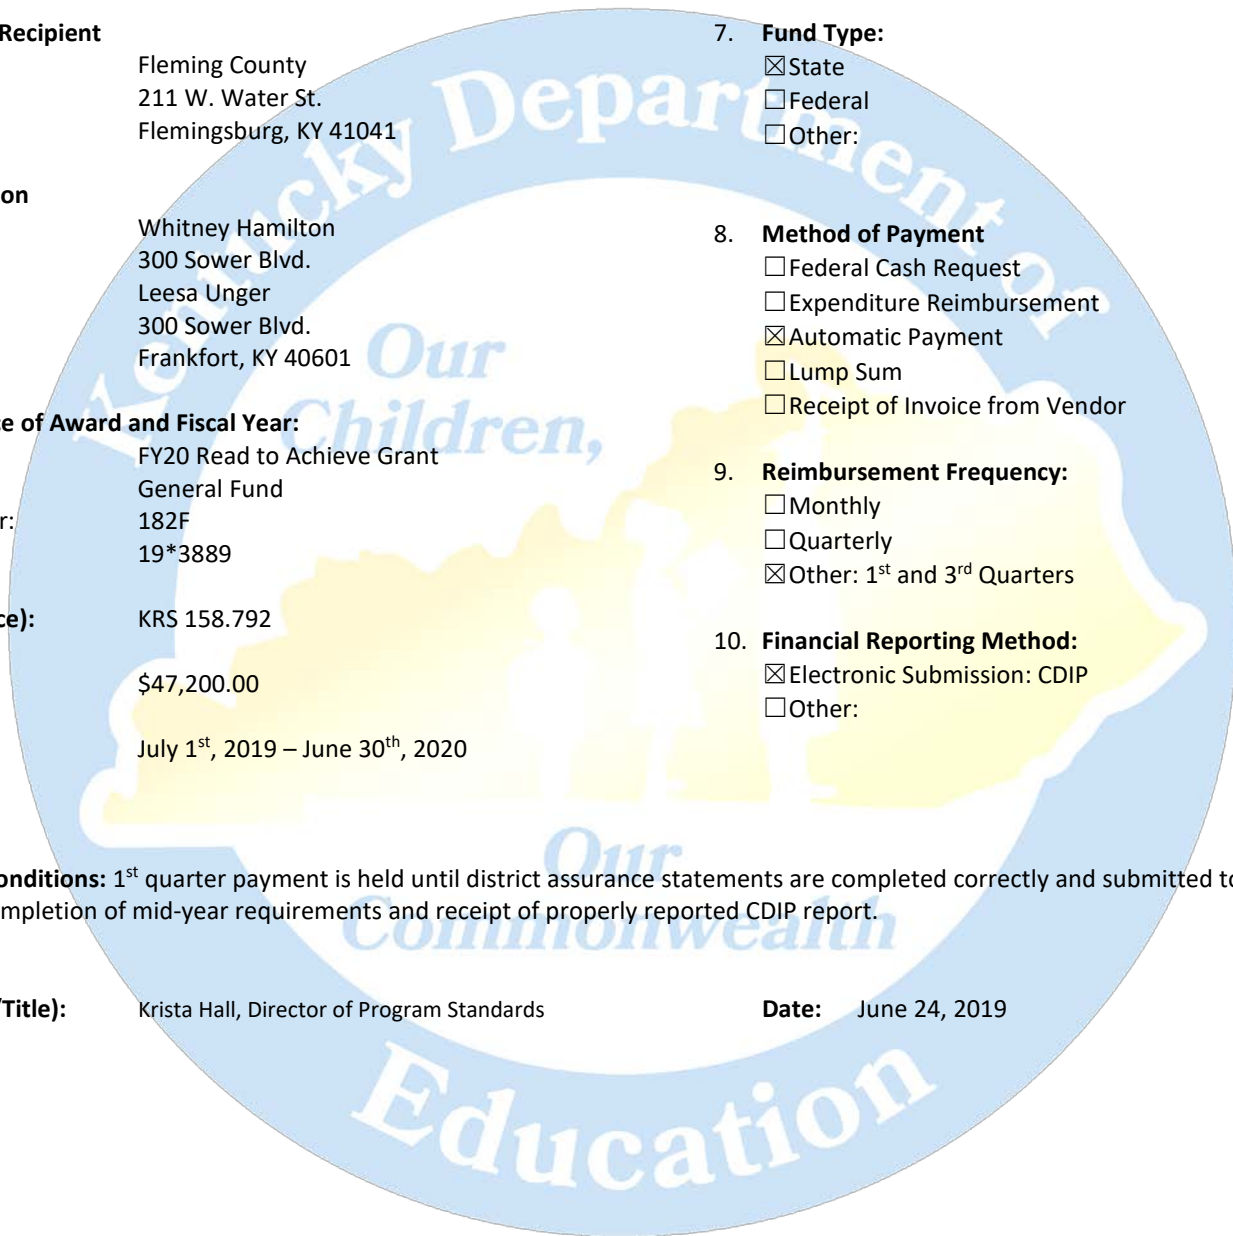 Recipient
Fleming County
211 W. Water St.
Flemingsburg, KY 41041
on
Whitney Hamilton
300 Sower Blvd.
Leesa Unger
300 Sower Blvd.
Frankfort, KY 40601
e of Award and Fiscal Year:
FY20 Read to Achieve Grant
General Fund
r: 182F
19*3889
ce): KRS 158.792
$47,200.00
July 1st, 2019 – June 30th, 2020
7. Fund Type:
☒State
☐Federal
☐Other:
8. Method of Payment
☐Federal Cash Request
☐Expenditure Reimbursement
☒Automatic Payment
☐Lump Sum
☐Receipt of Invoice from Vendor
9. Reimbursement Frequency:
☐Monthly
☐Quarterly
☒Other: 1st and 3rd Quarters
10. Financial Reporting Method:
☒Electronic Submission: CDIP
☐Other:
onditions: 1st quarter payment is held until district assurance statements are completed correctly and submitted to
mpletion of mid-year requirements and receipt of properly reported CDIP report.
/Title): Krista Hall, Director of Program Standards Date: June 24, 2019
Kentucky Department of
Education
Our
Children,
Our
Commonwealth